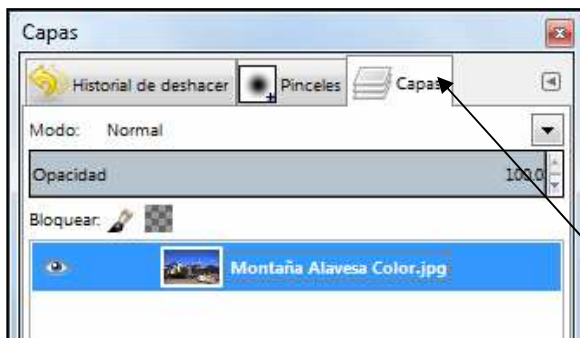 Capas
Historial de deshacer Pinceles Capas
Modo: Normal
Opacidad 100.0
Bloquear:
Montaña Alavesa Color.jpg